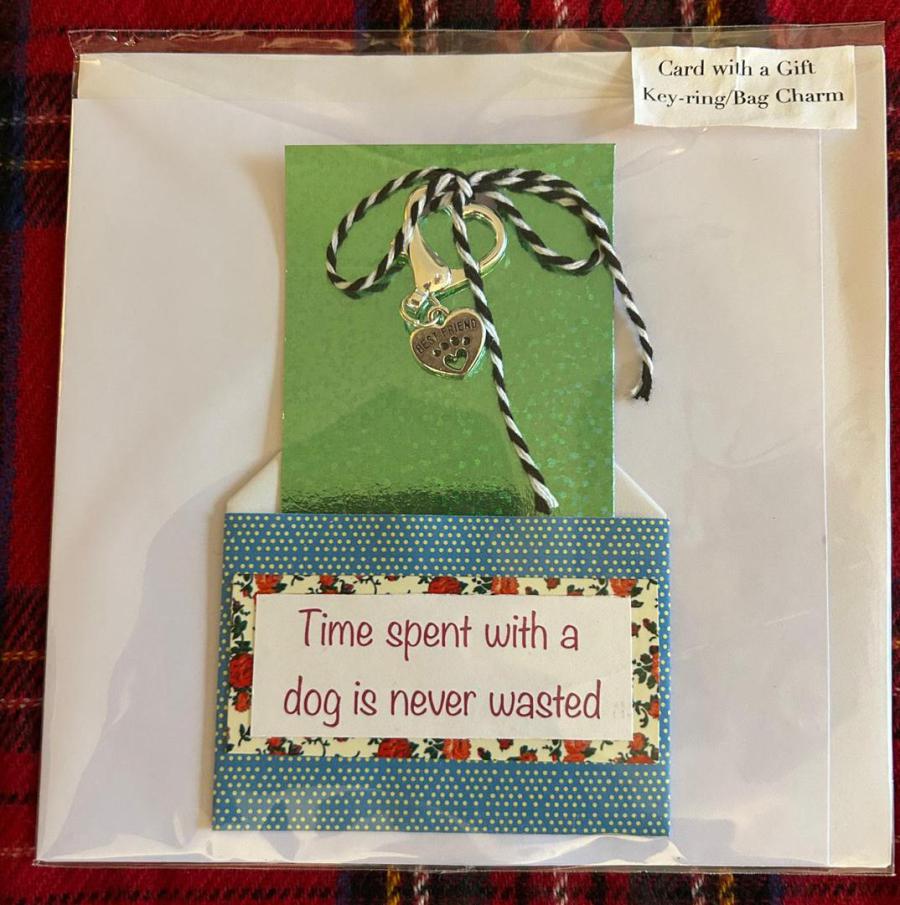 Card with a Gift
Key-ring/Bag Charm
BEST FRIEND
Time spent with a
dog is never wasted